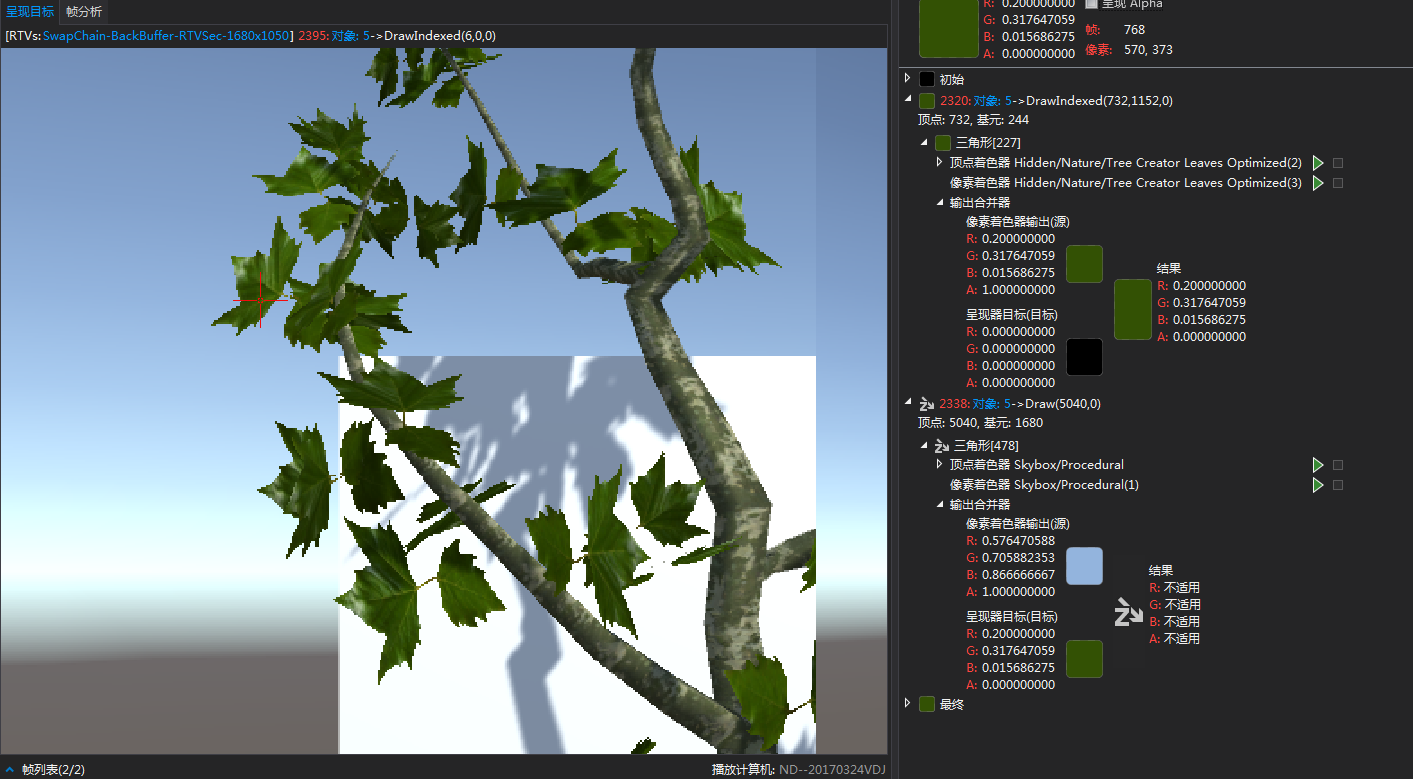 呈现目标 帧分析
[RTVs:SwapChain-BackBuffer-RTVSec-1680x1050] 2395: 对象: 5->DrawIndexed(6,0,0)
帧列表(2/2)
播放计算机: ND--20170324VDJ
R: 0.200000000
G: 0.317647059
B: 0.015686275
A: 0.000000000
呈现 Alpha
帧: 768
像素: 570, 373
初始
2320: 对象: 5->DrawIndexed(732,1152,0)
顶点: 732, 基元: 244
三角形[227]
顶点着色器 Hidden/Nature/Tree Creator Leaves Optimized(2)
像素着色器 Hidden/Nature/Tree Creator Leaves Optimized(3)
输出合并器
像素着色器输出(源)
R: 0.200000000
G: 0.317647059
B: 0.015686275
A: 1.000000000
呈现器目标(目标)
R: 0.000000000
G: 0.000000000
B: 0.000000000
A: 0.000000000
结果
R: 0.200000000
G: 0.317647059
B: 0.015686275
A: 0.000000000
2338: 对象: 5->Draw(5040,0)
顶点: 5040, 基元: 1680
三角形[478]
顶点着色器 Skybox/Procedural
像素着色器 Skybox/Procedural(1)
输出合并器
像素着色器输出(源)
R: 0.576470588
G: 0.705882353
B: 0.866666667
A: 1.000000000
呈现器目标(目标)
R: 0.200000000
G: 0.317647059
B: 0.015686275
A: 0.000000000
结果
R: 不适用
G: 不适用
B: 不适用
A: 不适用
最终